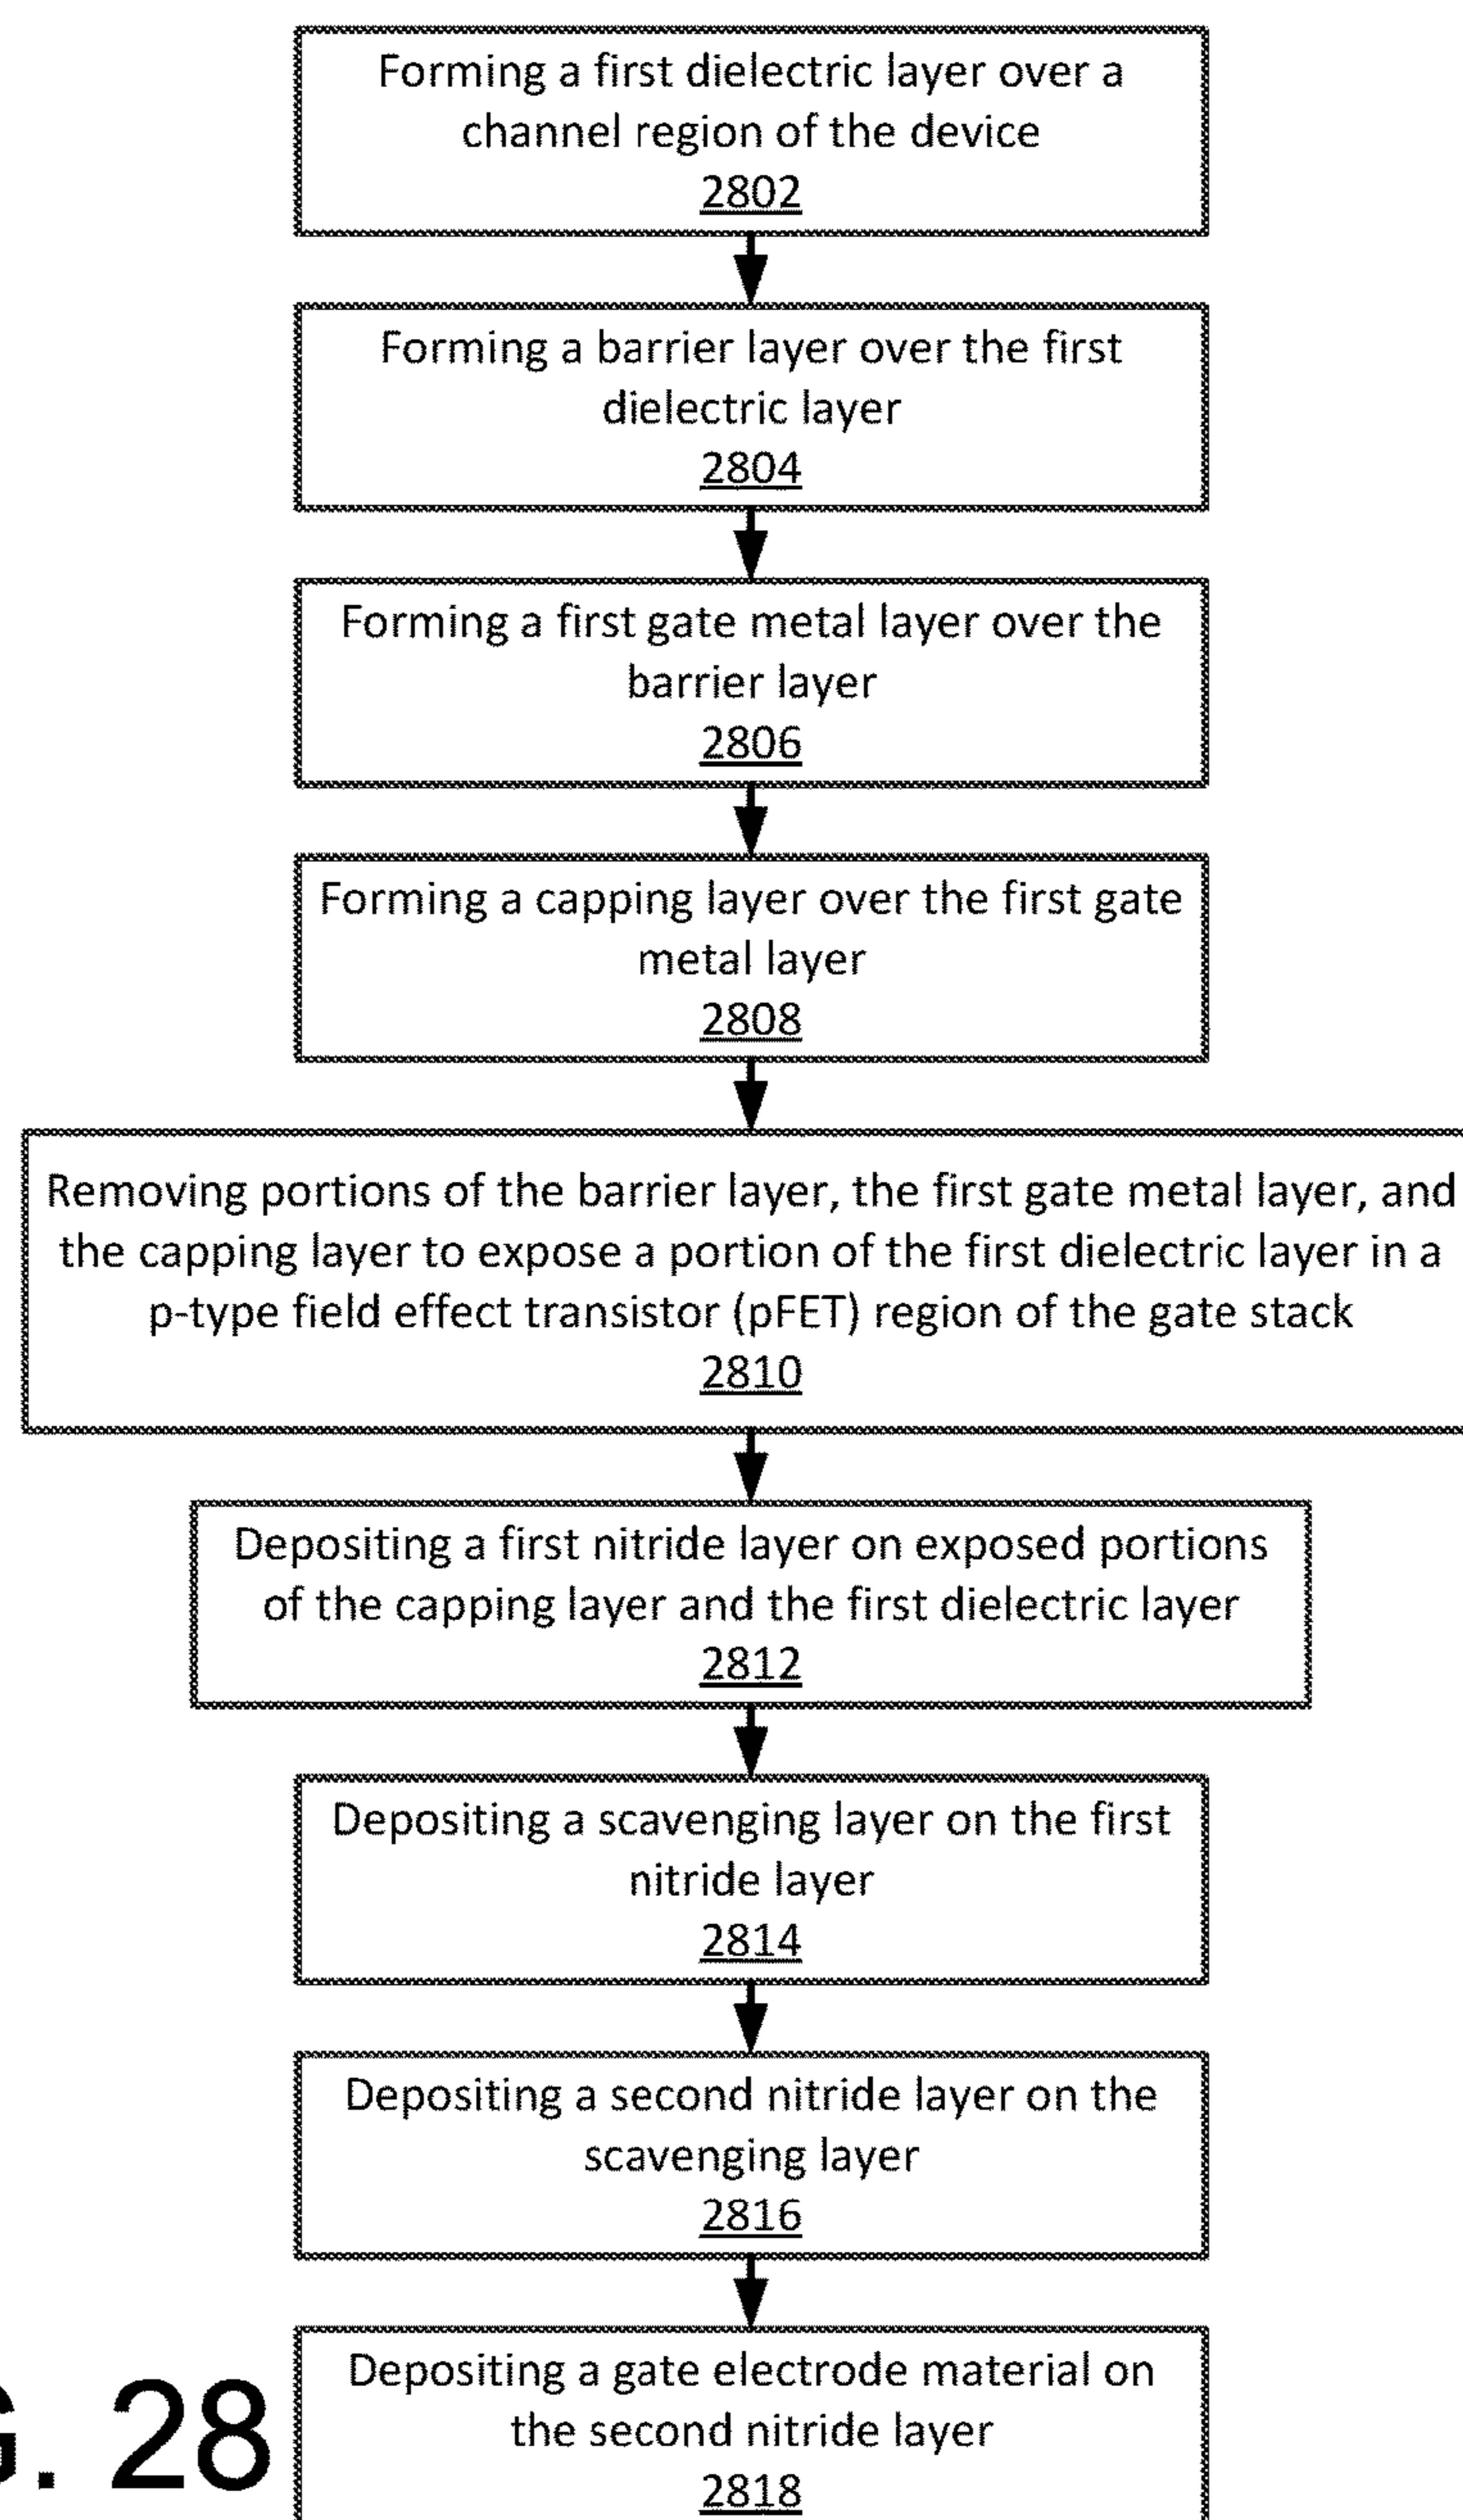 Forming a first dielectric layer over a
channel region of the device
2802
Forming a barrier layer over the first
dielectric layer
2804
Forming a first gate metal layer over the
barrier layer
2806
Forming a capping layer over the first gate
metal layer
2808
Removing portions of the barrier layer, the first gate metal layer, and
the capping layer to expose a portion of the first dielectric layer in a
p-type field effect transistor (pFET) region of the gate stack
2810
Depositing a first nitride layer on exposed portions
of the capping layer and the first dielectric layer
2812
Depositing a scavenging layer on the first
nitride layer
2814
Depositing a second nitride layer on the
scavenging layer
2816
Depositing a gate electrode material on
the second nitride layer
2818
G. 28